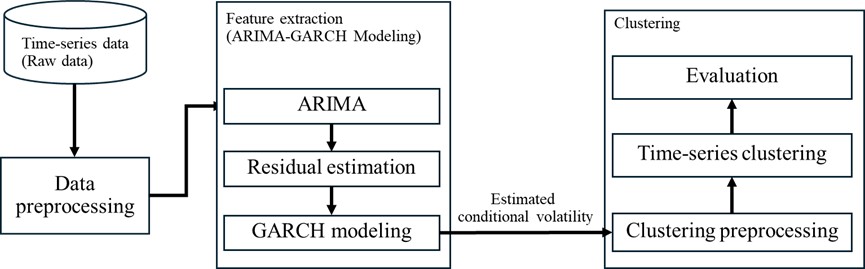 Time-series data
(Raw data)
Data
preprocessing
Feature extraction
(ARIMA-GARCH Modeling)
ARIMA
Residual estimation
GARCH modeling
Estimated
conditional volatility
Clustering
Evaluation
Time-series clustering
Clustering preprocessing